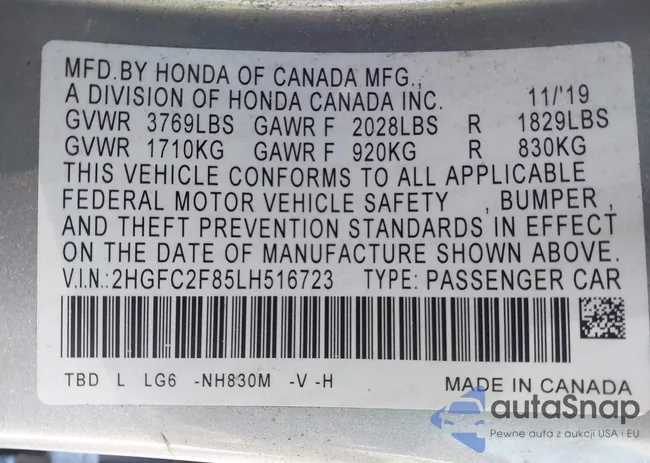 MFD.BY HONDA OF CANADA MFG.,
A DIVISION OF HONDA CANADA INC. 11/'19
GVWR 3769LBS GAWR F 2028LBS R 1829LBS
GVWR 1710KG GAWR F 920KG R 830KG
THIS VEHICLE CONFORMS TO ALL APPLICABLE
FEDERAL MOTOR VEHICLE SAFETY , BUMPER ,
AND THEFT PREVENTION STANDARDS IN EFFECT
ON THE DATE OF MANUFACTURE SHOWN ABOVE.
V.I.N.:2HGFC2F85LH516723 TYPE: PASSENGER CAR
TBD L LG6 -NH830M -V -H MADE IN CANADA
autaSnap
Pewne auta z aukcji USA i EU